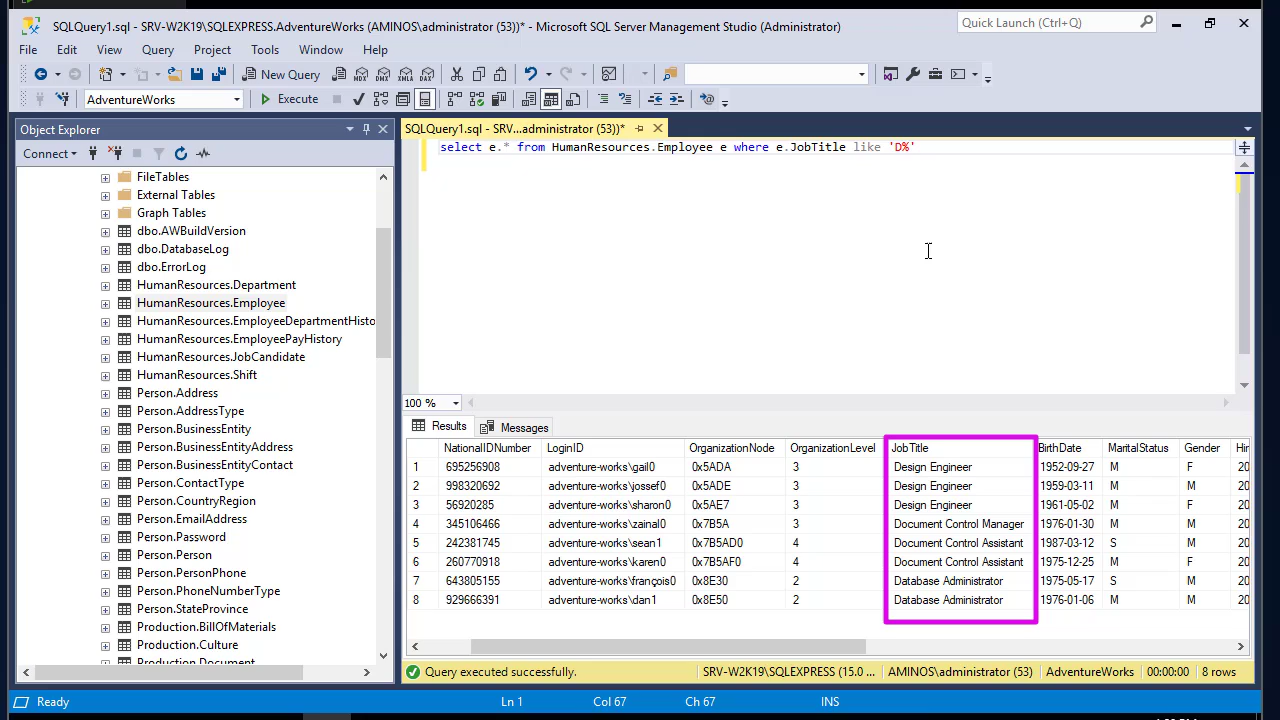 SQLQuery1.sql - SRV-W2K19\SQLEXPRESS.AdventureWorks (AMINOS\administrator (53))* - Microsoft SQL Server Management Studio (Administrator)
Quick Launch (Ctrl+Q)
File Edit View Query Project Tools Window Help
New Query
AdventureWorks
Execute
Object Explorer
Connect
FileTables
External Tables
Graph Tables
dbo.AWBuildVersion
dbo.DatabaseLog
dbo.ErrorLog
HumanResources.Department
HumanResources.Employee
HumanResources.EmployeeDepartmentHisto
HumanResources.EmployeePayHistory
HumanResources.JobCandidate
HumanResources.Shift
Person.Address
Person.AddressType
Person.BusinessEntity
Person.BusinessEntityAddress
Person.BusinessEntityContact
Person.ContactType
Person.CountryRegion
Person.EmailAddress
Person.Password
Person.Person
Person.PersonPhone
Person.PhoneNumberType
Person.StateProvince
Production.BillOfMaterials
Production.Culture
Production.Document
SQLQuery1.sql - SRV...administrator (53))*
select e.* from HumanResources.Employee e where e.JobTitle like 'D%'
100 %
Results Messages
NationalIDNumber LoginID OrganizationNode OrganizationLevel JobTitle BirthDate MaritalStatus Gender Hir
1 695256908 adventure-works\gail0 0x5ADA 3 Design Engineer 1952-09-27 M F 20
2 998320692 adventure-works\jossef0 0x5ADE 3 Design Engineer 1959-03-11 M M 20
3 56920285 adventure-works\sharon0 0x5AE7 3 Design Engineer 1961-05-02 M F 20
4 345106466 adventure-works\zainal0 0x7B5A 3 Document Control Manager 1976-01-30 M M 20
5 242381745 adventure-works\sean1 0x7B5AD0 4 Document Control Assistant 1987-03-12 S M 20
6 260770918 adventure-works\karen0 0x7B5AF0 4 Document Control Assistant 1975-12-25 M F 20
7 643805155 adventure-works\françois0 0x8E30 2 Database Administrator 1975-05-17 S M 20
8 929666391 adventure-works\dan1 0x8E50 2 Database Administrator 1976-01-06 M M 20
Query executed successfully. SRV-W2K19\SQLEXPRESS (15.0 ... AMINOS\administrator (53) AdventureWorks 00:00:00 8 rows
Ready Ln 1 Col 67 Ch 67 INS